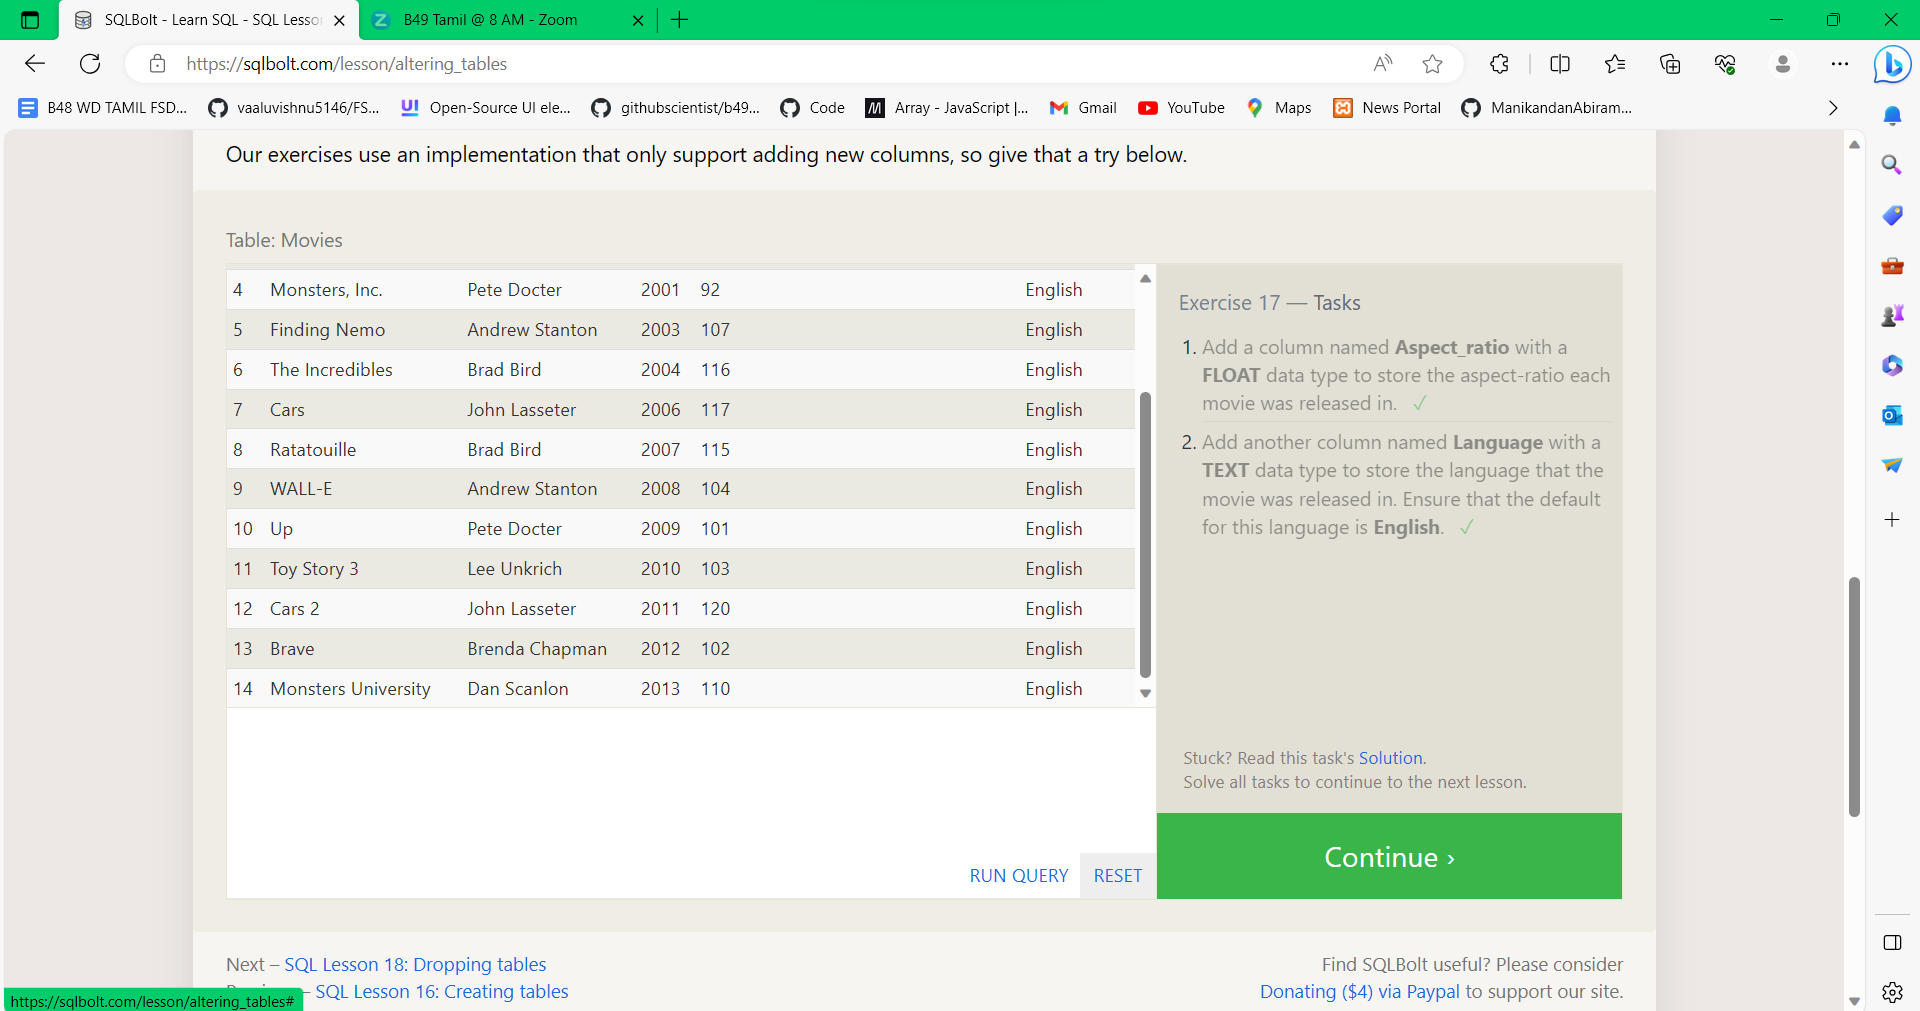 SQLBolt - Learn SQL - SQL Lesso
B49 Tamil @ 8 AM - Zoom
https://sqlbolt.com/lesson/altering_tables
B48 WD TAMIL FSD...
vaaluvishnu5146/FS...
Open-Source UI ele...
githubscientist/b49...
Code
Array - JavaScript |...
Gmail
YouTube
Maps
News Portal
ManikandanAbiram...
Our exercises use an implementation that only support adding new columns, so give that a try below.
Table: Movies
4 Monsters, Inc. Pete Docter 2001 92 English
5 Finding Nemo Andrew Stanton 2003 107 English
6 The Incredibles Brad Bird 2004 116 English
7 Cars John Lasseter 2006 117 English
8 Ratatouille Brad Bird 2007 115 English
9 WALL-E Andrew Stanton 2008 104 English
10 Up Pete Docter 2009 101 English
11 Toy Story 3 Lee Unkrich 2010 103 English
12 Cars 2 John Lasseter 2011 120 English
13 Brave Brenda Chapman 2012 102 English
14 Monsters University Dan Scanlon 2013 110 English
RUN QUERY RESET
Exercise 17 — Tasks
1. Add a column named Aspect_ratio with a
FLOAT data type to store the aspect-ratio each
movie was released in. ✓
2. Add another column named Language with a
TEXT data type to store the language that the
movie was released in. Ensure that the default
for this language is English. ✓
Stuck? Read this task's Solution.
Solve all tasks to continue to the next lesson.
Continue ›
Next – SQL Lesson 18: Dropping tables
– SQL Lesson 16: Creating tables
Find SQLBolt useful? Please consider
Donating ($4) via Paypal to support our site.
https://sqlbolt.com/lesson/altering_tables#